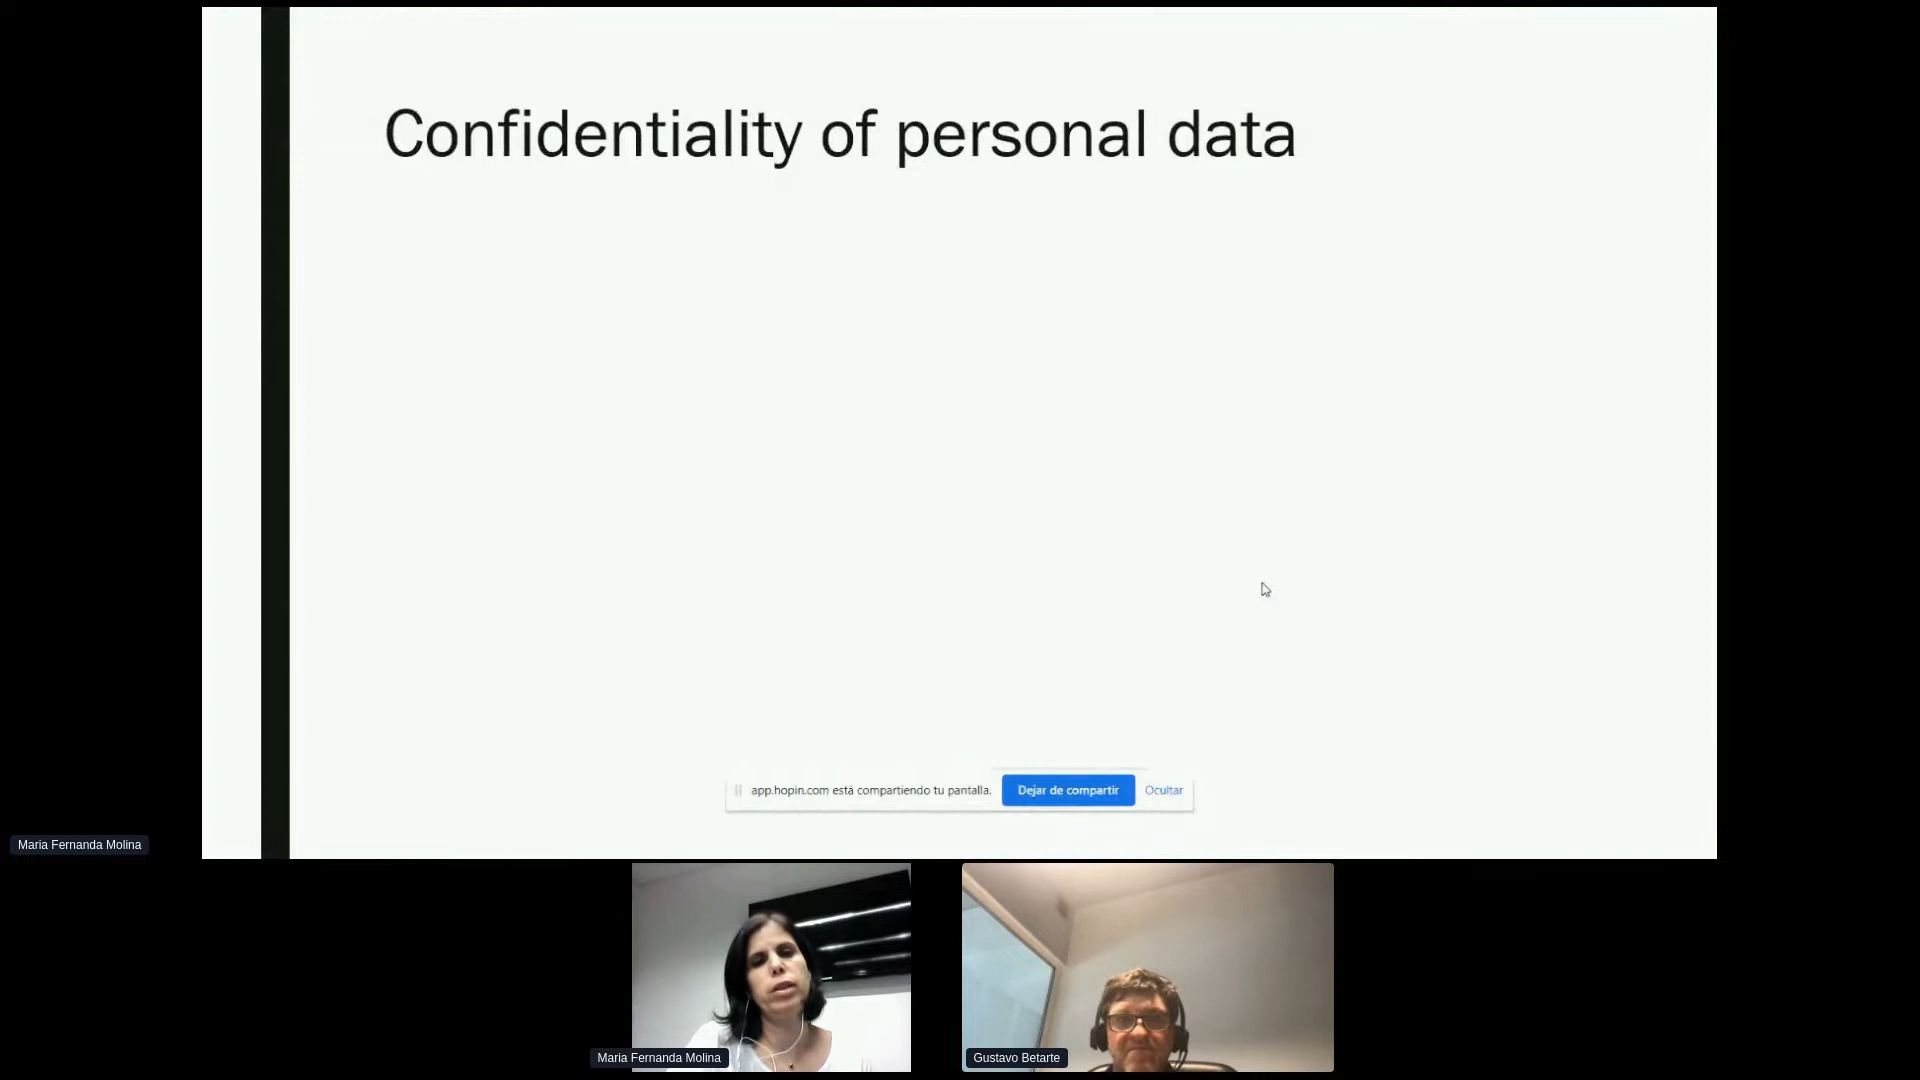 Confidentiality of personal data
app.hopin.com está compartiendo tu pantalla. Dejar de compartir Ocultar
Maria Fernanda Molina
Maria Fernanda Molina
Gustavo Betarte